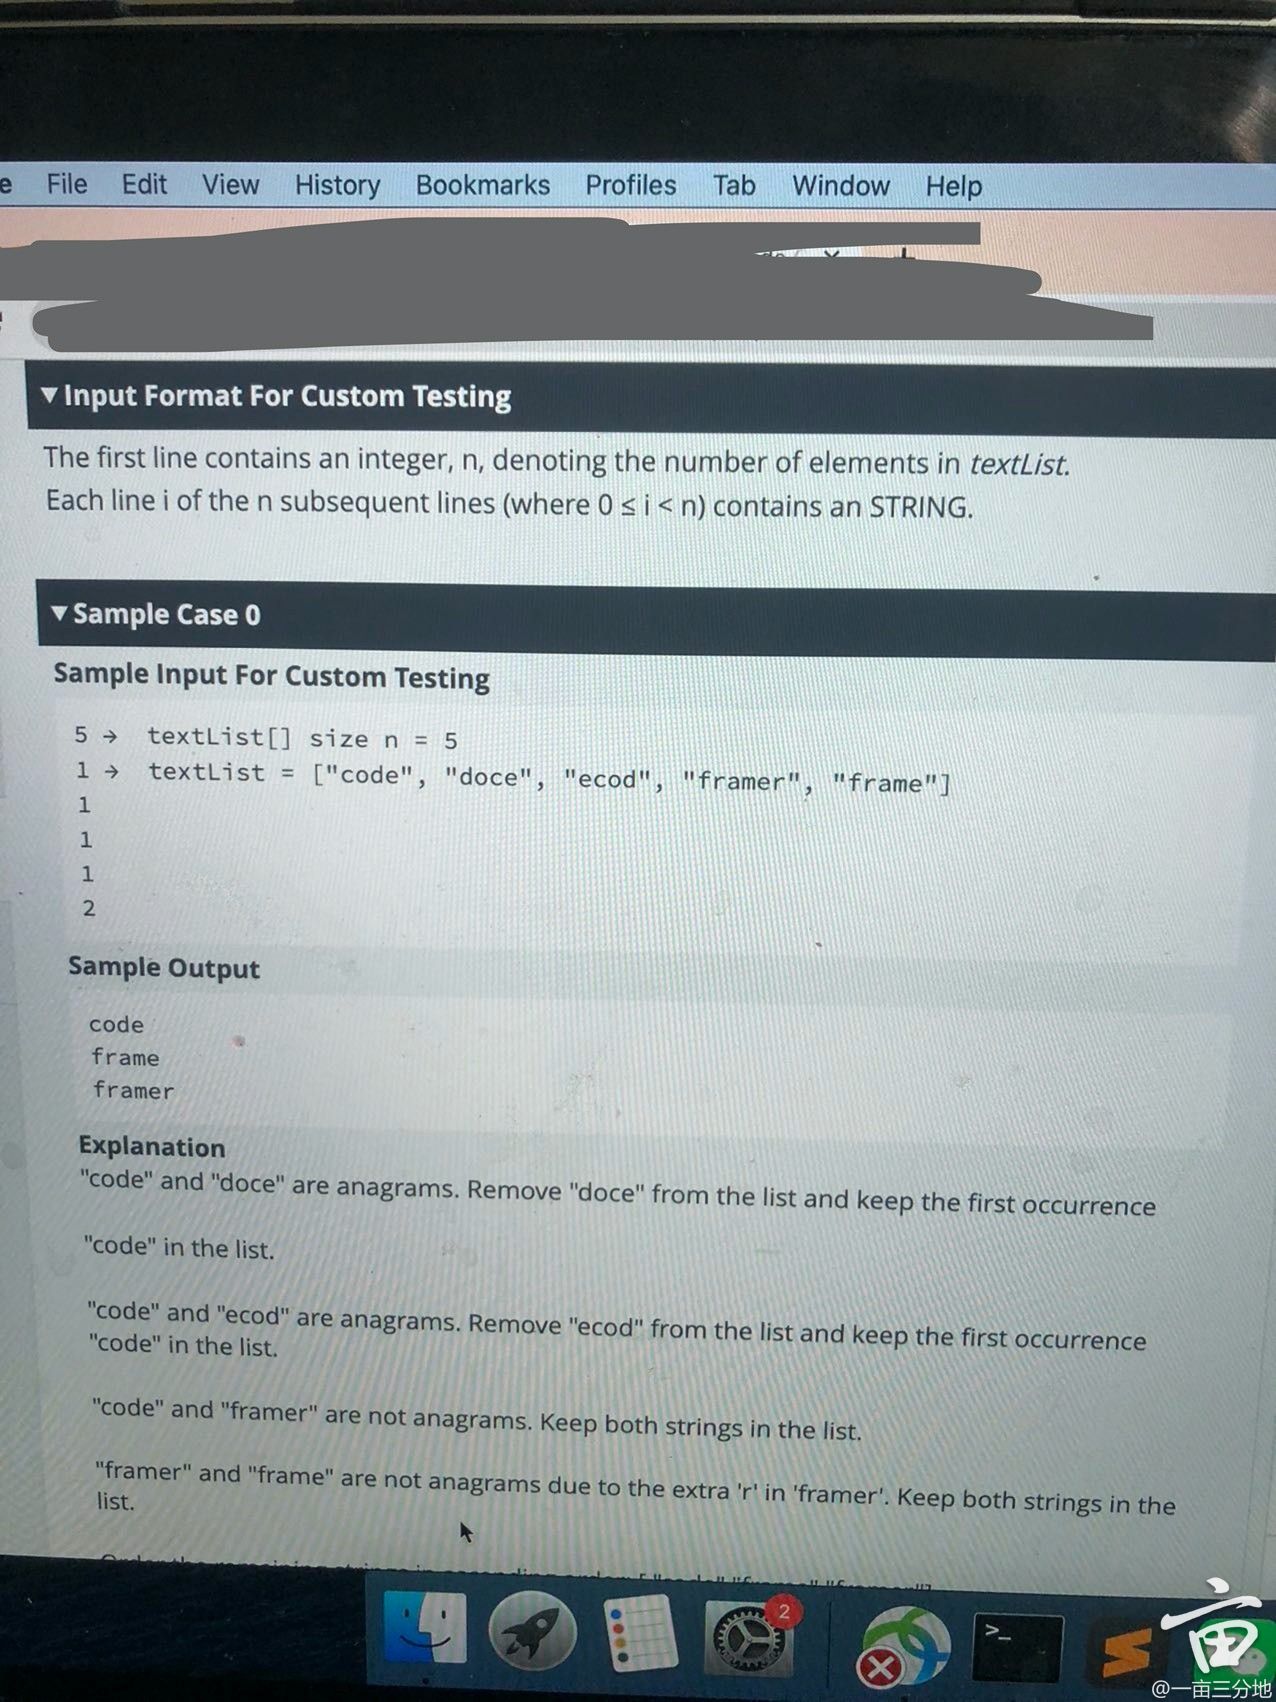 e File Edit View History Bookmarks Profiles Tab Window Help
▼ Input Format For Custom Testing
The first line contains an integer, n, denoting the number of elements in textList.
Each line i of the n subsequent lines (where 0 ≤ i < n) contains an STRING.
▼ Sample Case 0
Sample Input For Custom Testing
5 → textList[] size n = 5
1 → textList = ["code", "doce", "ecod", "framer", "frame"]
1
1
1
2
Sample Output
code
frame
framer
Explanation
"code" and "doce" are anagrams. Remove "doce" from the list and keep the first occurrence
"code" in the list.
"code" and "ecod" are anagrams. Remove "ecod" from the list and keep the first occurrence
"code" in the list.
"code" and "framer" are not anagrams. Keep both strings in the list.
"framer" and "frame" are not anagrams due to the extra 'r' in 'framer'. Keep both strings in the
list.
2
>_
亩
@一亩三分地